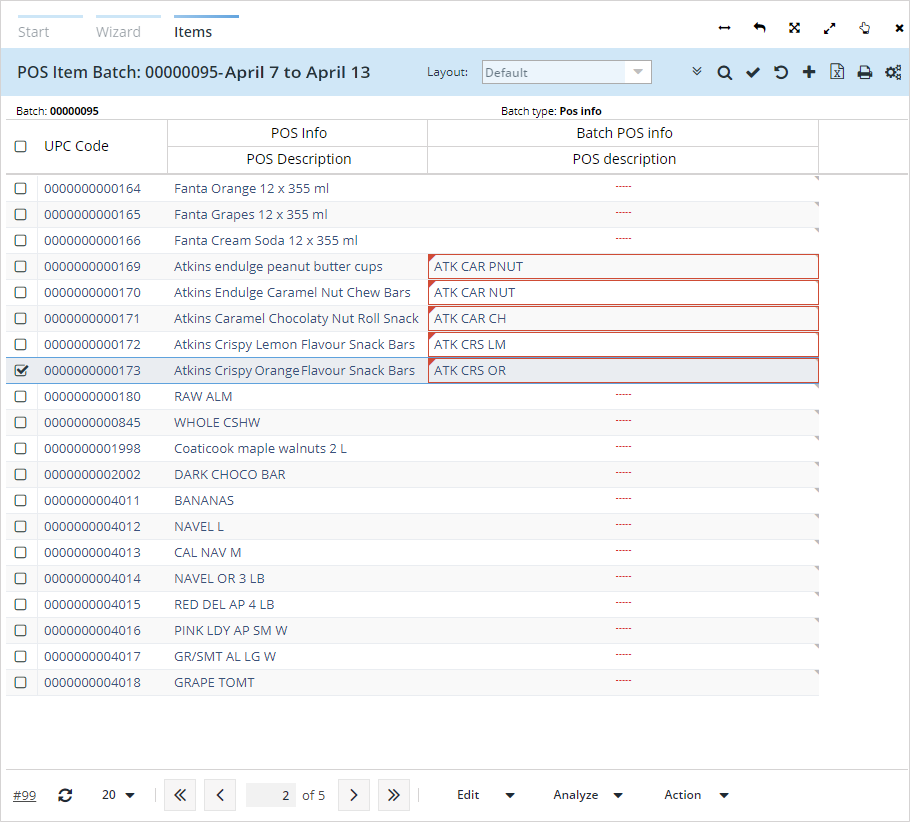 Start Wizard Items
POS Item Batch: 00000095-April 7 to April 13 Layout: Default
Batch: 00000095 Batch type: Pos info
UPC Code POS Info Batch POS info
POS Description POS description
0000000000164 Fanta Orange 12 x 355 ml -----
0000000000165 Fanta Grapes 12 x 355 ml -----
0000000000166 Fanta Cream Soda 12 x 355 ml -----
0000000000169 Atkins endulge peanut butter cups ATK CAR PNUT
0000000000170 Atkins Endulge Caramel Nut Chew Bars ATK CAR NUT
0000000000171 Atkins Caramel Chocolaty Nut Roll Snack ATK CAR CH
0000000000172 Atkins Crispy Lemon Flavour Snack Bars ATK CRS LM
0000000000173 Atkins Crispy Orange Flavour Snack Bars ATK CRS OR
0000000000180 RAW ALM -----
0000000000845 WHOLE CSHW -----
0000000001998 Coaticook maple walnuts 2 L -----
0000000002002 DARK CHOCO BAR -----
0000000004011 BANANAS -----
0000000004012 NAVEL L -----
0000000004013 CAL NAV M -----
0000000004014 NAVEL OR 3 LB -----
0000000004015 RED DEL AP 4 LB -----
0000000004016 PINK LDY AP SM W -----
0000000004017 GR/SMT AL LG W -----
0000000004018 GRAPE TOMT -----
#99 20 2 of 5 Edit Analyze Action